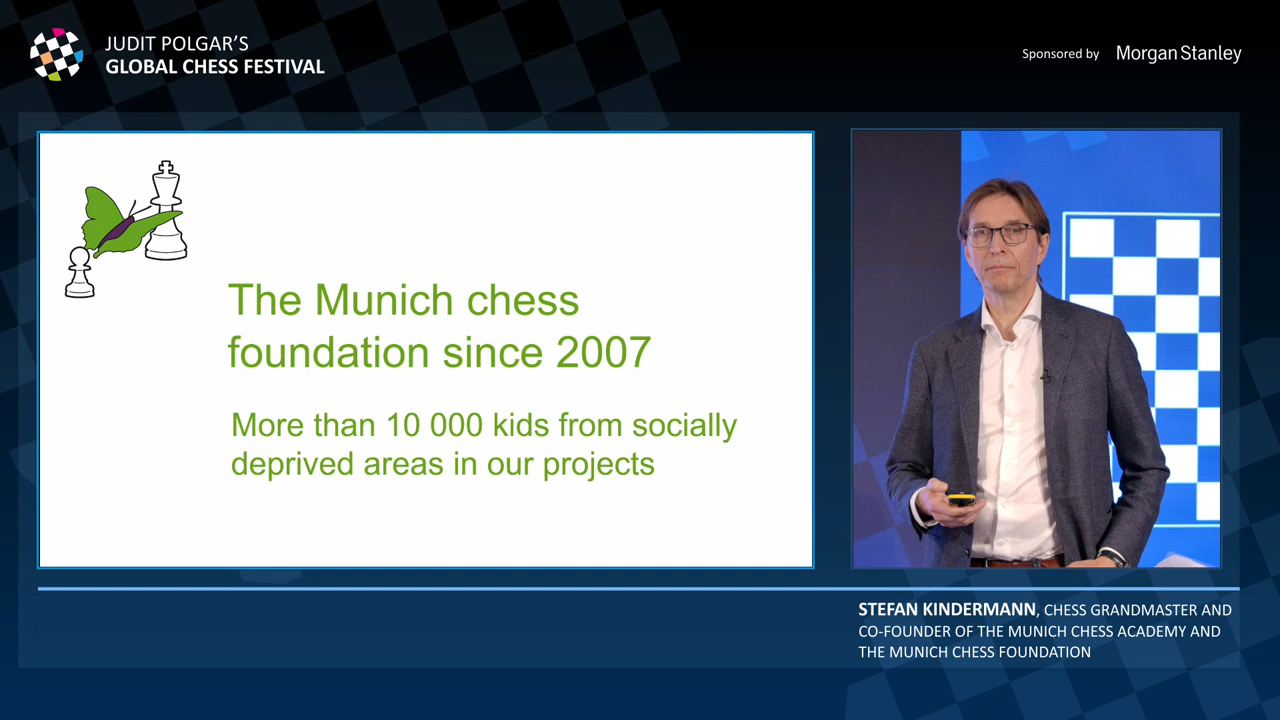 JUDIT POLGAR'S
GLOBAL CHESS FESTIVAL
Sponsored by Morgan Stanley
The Munich chess
foundation since 2007
More than 10 000 kids from socially
deprived areas in our projects
STEFAN KINDERMANN, CHESS GRANDMASTER AND
CO-FOUNDER OF THE MUNICH CHESS ACADEMY AND
THE MUNICH CHESS FOUNDATION